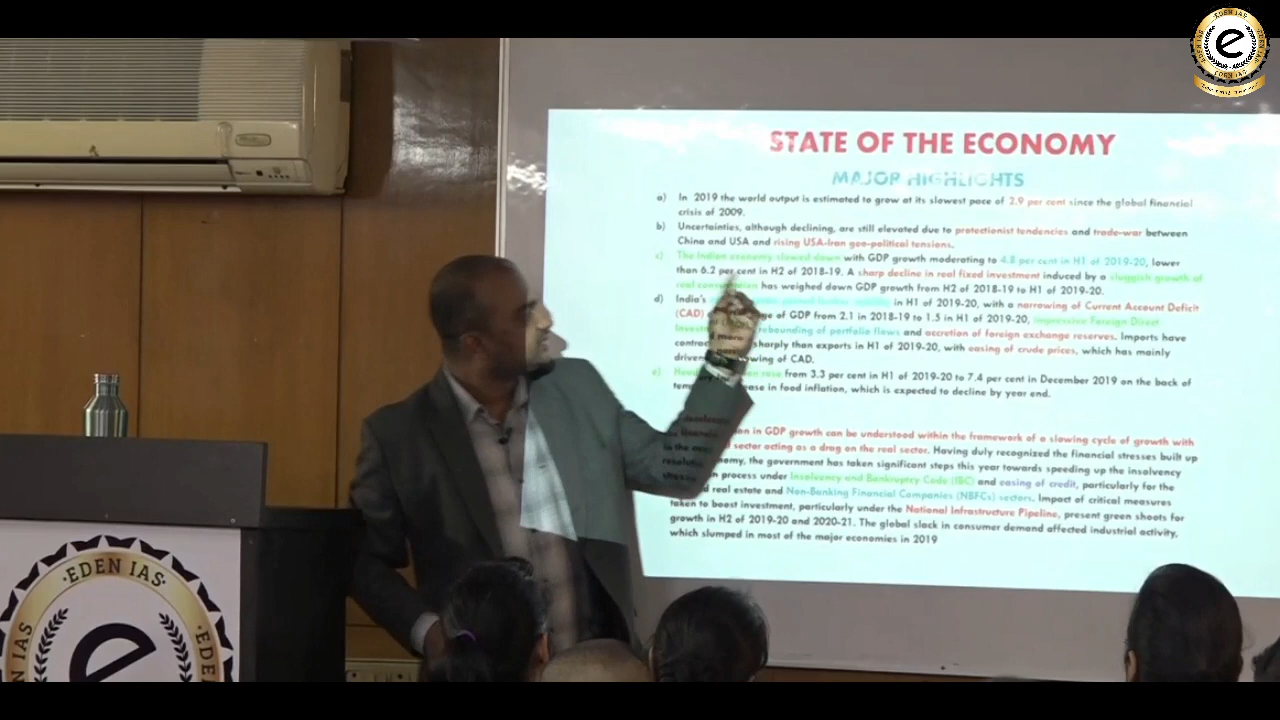 EDEN IAS
e
EDEN IAS
STATE OF THE ECONOMY
MAJOR HIGHLIGHTS
a) In 2019 the world output is estimated to grow at its slowest pace of 2.9 per cent since the global financial
crisis of 2009.
b) Uncertainties, although declining, are still elevated due to protectionist tendencies and trade-war between
China and USA and rising USA-Iran geo-political tensions.
c) The Indian economy slowed down with GDP growth moderating to 4.8 per cent in H1 of 2019-20, lower
than 6.2 per cent in H2 of 2018-19. A sharp decline in real fixed investment induced by a sluggish growth of
real has weighed down GDP growth from H2 of 2018-19 to H1 of 2019-20.
d) India's in H1 of 2019-20, with a narrowing of Current Account Deficit
(CAD) of GDP from 2.1 in 2018-19 to 1.5 in H1 of 2019-20, impressive Foreign Direct
rebounding of portfolio flows and accretion of foreign exchange reserves. Imports have
sharply than exports in H1 of 2019-20, with easing of crude prices, which has mainly
of CAD.
e) rose from 3.3 per cent in H1 of 2019-20 to 7.4 per cent in December 2019 on the back of
in food inflation, which is expected to decline by year end.
in GDP growth can be understood within the framework of a slowing cycle of growth with
sector acting as a drag on the real sector. Having duly recognized the financial stresses built up
the government has taken significant steps this year towards speeding up the insolvency
process under Insolvency and Bankruptcy Code (IBC) and easing of credit, particularly for the
real estate and Non-Banking Financial Companies (NBFCs) sectors. Impact of critical measures
taken to boost investment, particularly under the National Infrastructure Pipeline, present green shoots for
growth in H2 of 2019-20 and 2020-21. The global slack in consumer demand affected industrial activity,
which slumped in most of the major economies in 2019
·EDEN IAS·
e